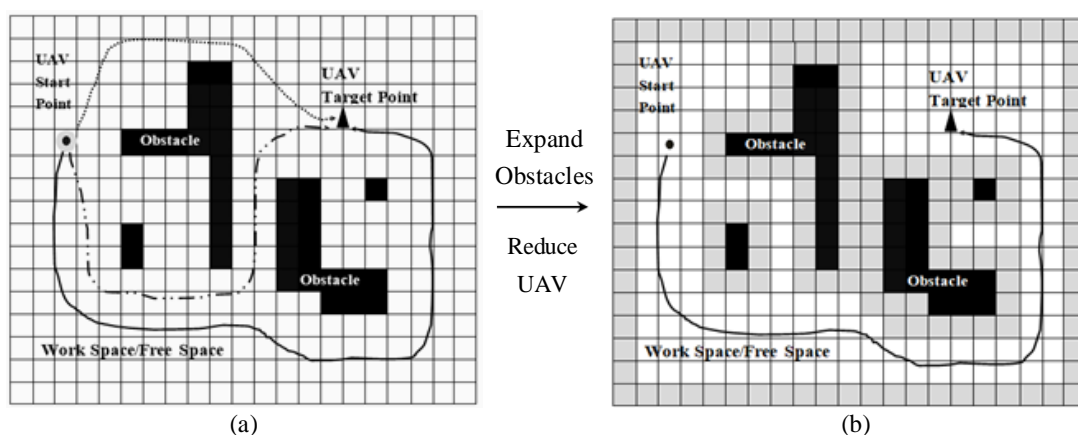 UAV
Start
Point
UAV
Target Point
Obstacle
Obstacle
Work Space/Free Space
(a)
Expand
Obstacles
Reduce
UAV
UAV
Start
Point
UAV
Target Point
Obstacle
Obstacle
Work Space/Free Space
(b)